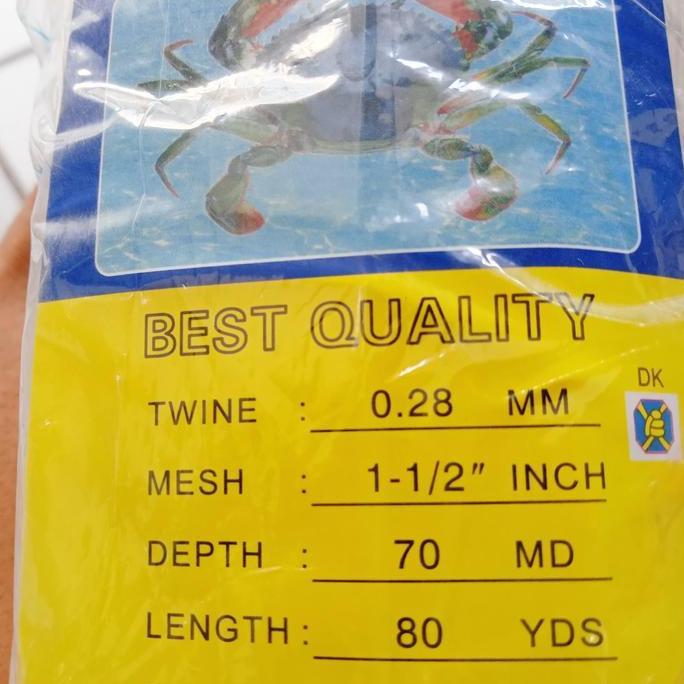 BEST QUALITY
TWINE : 0.28 MM
DK
MESH : 1-1/2" INCH
DEPTH : 70 MD
LENGTH : 80 YDS